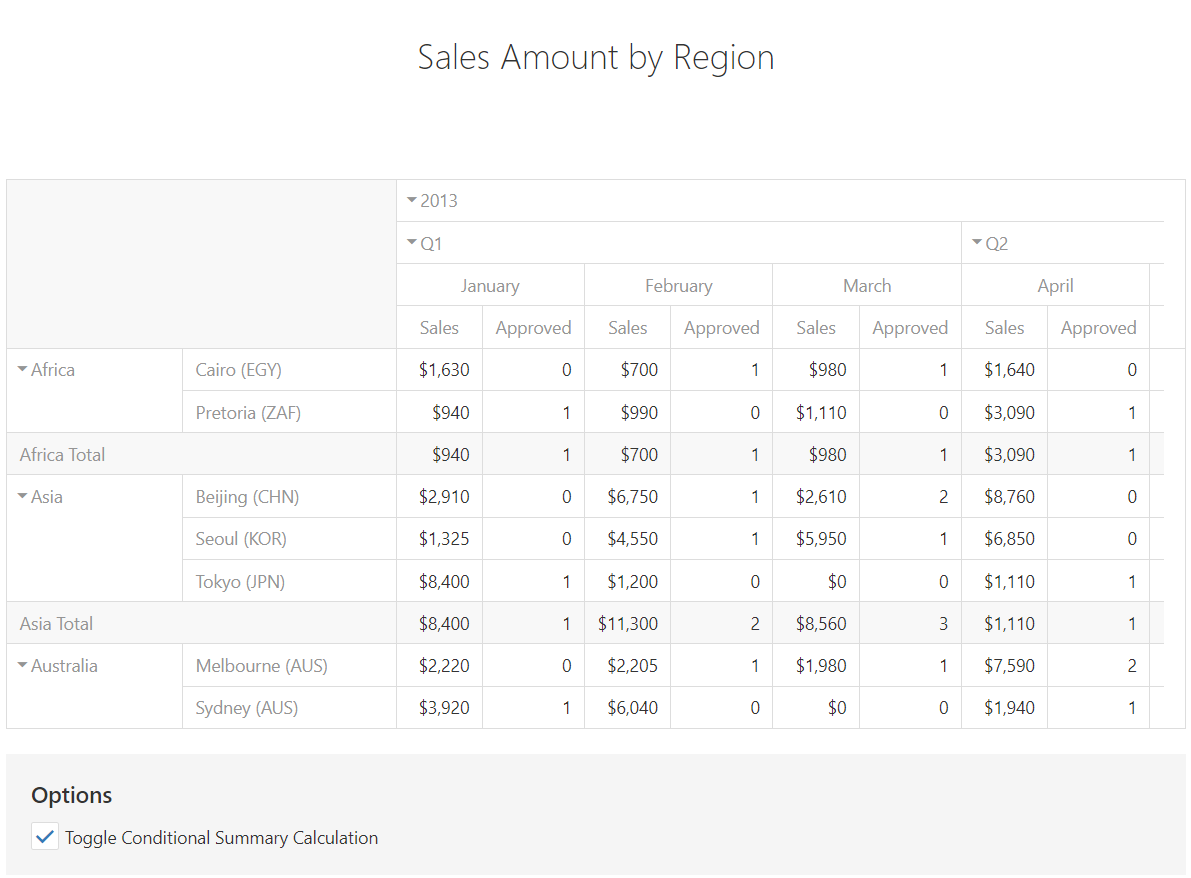 Sales Amount by Region
2013
Q1 Q2
January February March April
Sales Approved Sales Approved Sales Approved Sales Approved
Africa Cairo (EGY) $1,630 0 $700 1 $980 1 $1,640 0
Pretoria (ZAF) $940 1 $990 0 $1,110 0 $3,090 1
Africa Total $940 1 $700 1 $980 1 $3,090 1
Asia Beijing (CHN) $2,910 0 $6,750 1 $2,610 2 $8,760 0
Seoul (KOR) $1,325 0 $4,550 1 $5,950 1 $6,850 0
Tokyo (JPN) $8,400 1 $1,200 0 $0 0 $1,110 1
Asia Total $8,400 1 $11,300 2 $8,560 3 $1,110 1
Australia Melbourne (AUS) $2,220 0 $2,205 1 $1,980 1 $7,590 2
Sydney (AUS) $3,920 1 $6,040 0 $0 0 $1,940 1
Options
Toggle Conditional Summary Calculation